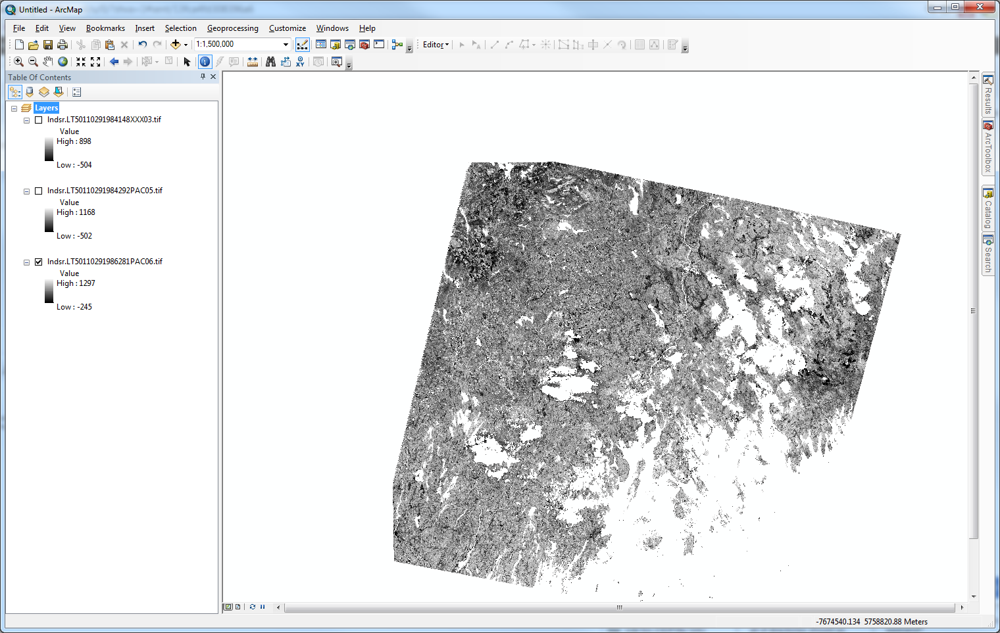 Untitled - ArcMap
File Edit View Bookmarks Insert Selection Geoprocessing Customize Windows Help
1:1,500,000
Editor
Table Of Contents
Layers
lndsr.LT50110291984148XXX03.tif
Value
High : 898
Low : -504
lndsr.LT50110291984292PAC05.tif
Value
High : 1168
Low : -502
lndsr.LT50110291986281PAC06.tif
Value
High : 1297
Low : -245
Results
ArcToolbox
Catalog
Search
-7674540.134 5758820.88 Meters